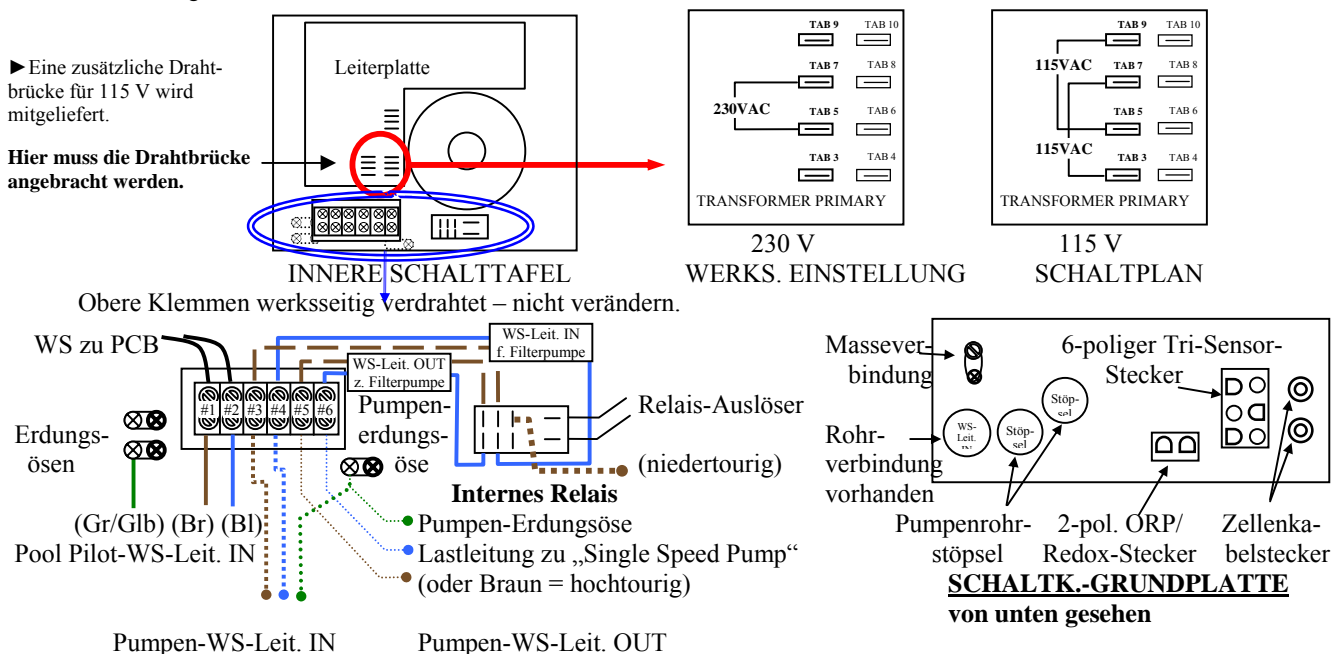 ►Eine zusätzliche Draht-
brücke für 115 V wird
mitgeliefert.
Hier muss die Drahtbrücke
angebracht werden.
Leiterplatte
INNERE SCHALTTAFEL
TAB 9 TAB 10
TAB 7 TAB 8
230VAC
TAB 5 TAB 6
TAB 3 TAB 4
TRANSFORMER PRIMARY
230 V
WERKS. EINSTELLUNG
TAB 9 TAB 10
115VAC TAB 7 TAB 8
TAB 5 TAB 6
115VAC
TAB 3 TAB 4
TRANSFORMER PRIMARY
115 V
SCHALTPLAN
Obere Klemmen werksseitig verdrahtet – nicht verändern.
WS zu PCB
WS-Leit. IN
f. Filterpumpe
WS-Leit. OUT
z. Filterpumpe
#1 #2 #3 #4 #5 #6
Erdungs-
ösen
Pumpen-
erdungs-
öse
Relais-Auslöser
(niedertourig)
Internes Relais
(Gr/Glb) (Br) (Bl)
Pool Pilot-WS-Leit. IN
Pumpen-Erdungsöse
Lastleitung zu „Single Speed Pump“
(oder Braun = hochtourig)
Pumpen-WS-Leit. IN
Pumpen-WS-Leit. OUT
Massever-
bindung
6-poliger Tri-Sensor-
Stecker
Stöp-
sel
WS-
Leit.
Stöp-
sel
Rohr-
verbindung
vorhanden
Pumpenrohr-
stöpsel
2-pol. ORP/
Redox-Stecker
Zellenka-
belstecker
SCHALTK.-GRUNDPLATTE
von unten gesehen